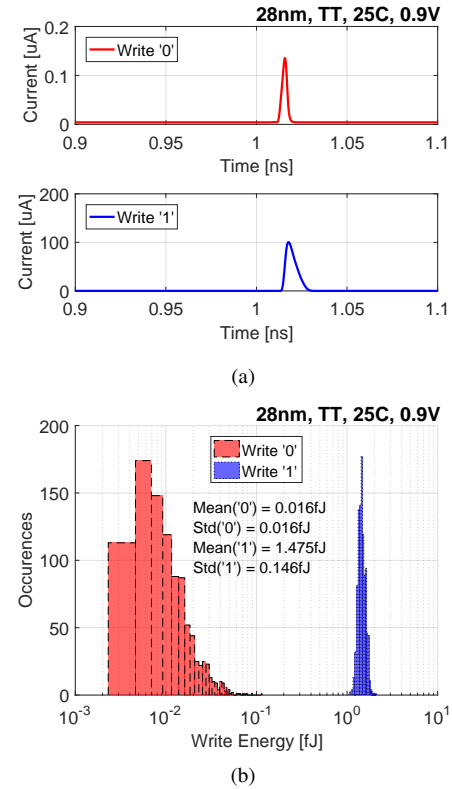 28nm, TT, 25C, 0.9V
Current [uA]
0.2
0.1
0
Write '0'
0.9 0.95 1 1.05 1.1
Time [ns]
Current [uA]
200
100
0
Write '1'
0.9 0.95 1 1.05 1.1
Time [ns]
(a)
28nm, TT, 25C, 0.9V
Occurences
200
150
100
50
0
Write '0'
Write '1'
Mean('0') = 0.016fJ
Std('0') = 0.016fJ
Mean('1') = 1.475fJ
Std('1') = 0.146fJ
10⁻³ 10⁻² 10⁻¹ 10⁰ 10¹
Write Energy [fJ]
(b)